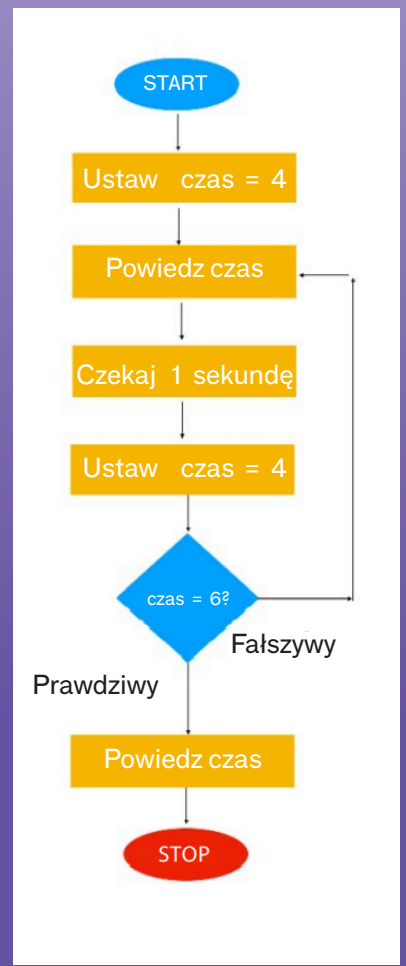 START
Ustaw czas = 4
Powiedz czas
Czekaj 1 sekundę
Ustaw czas = 4
czas = 6?
Fałszywy
Prawdziwy
Powiedz czas
STOP